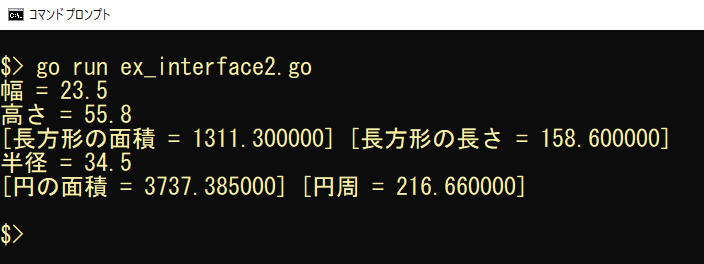 コマンドプロンプト
$> go run ex_interface2.go
幅 = 23.5
高さ = 55.8
[長方形の面積 = 1311.300000] [長方形の長さ = 158.600000]
半径 = 34.5
[円の面積 = 3737.385000] [円周 = 216.660000]
$>